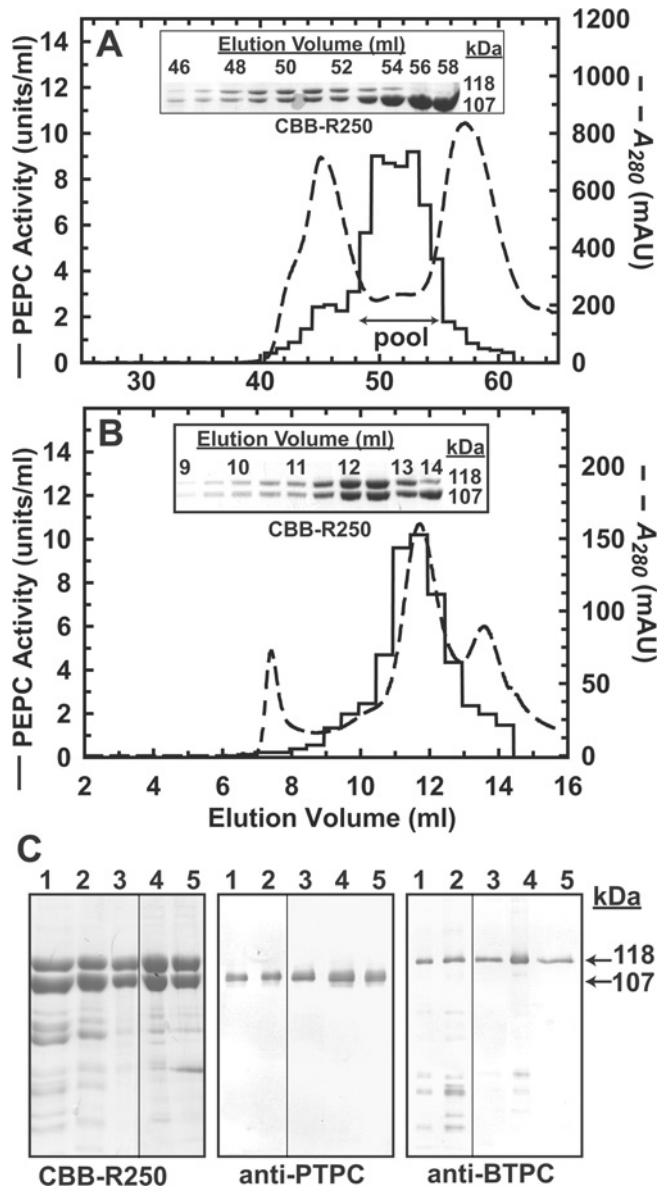 A
Elution Volume (ml)
kDa
46 48 50 52 54 56 58
118
107
CBB-R250
PEPC Activity (units/ml)
14
12
10
8
6
4
2
0
1200
1000
800
600
400
200
0
A280 (mAU)
pool
30 40 50 60
B
Elution Volume (ml)
kDa
9 10 11 12 13 14
118
107
CBB-R250
PEPC Activity (units/ml)
14
12
10
8
6
4
2
0
200
150
100
50
0
A280 (mAU)
2 4 6 8 10 12 14 16
Elution Volume (ml)
C
1 2 3 4 5
1 2 3 4 5
1 2 3 4 5
kDa
118
107
CBB-R250
anti-PTPC
anti-BTPC